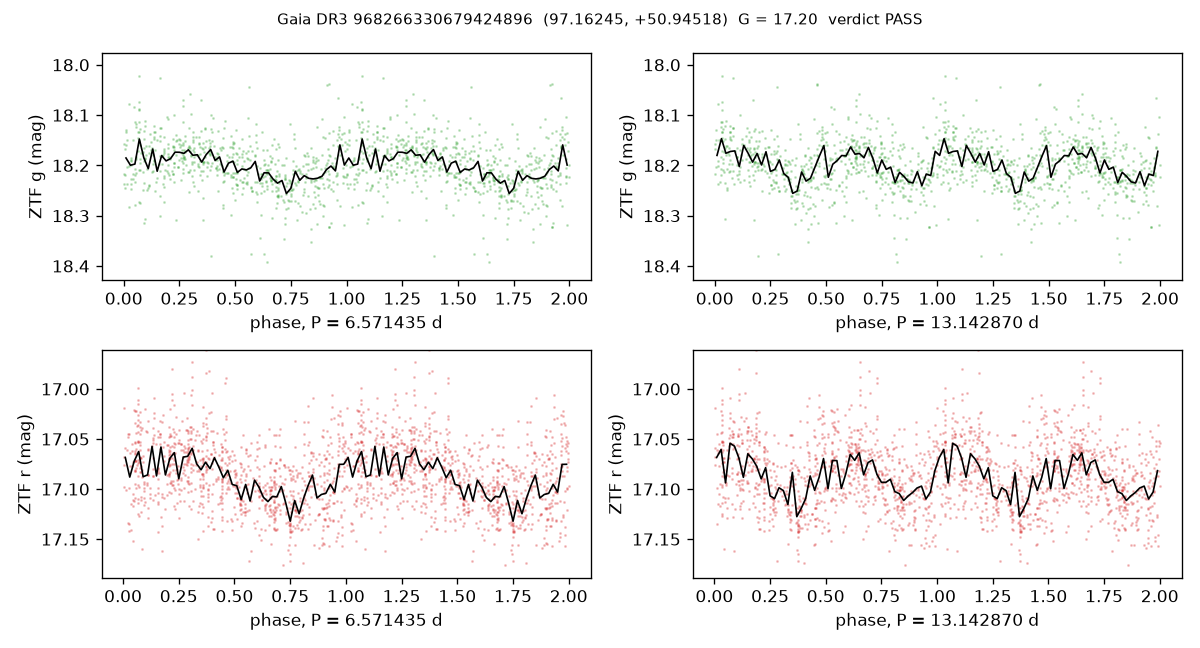 Gaia DR3 968266330679424896 (97.16245, +50.94518) G = 17.20 verdict PASS
18.0
18.1
18.2
18.3
18.4
ZTF g (mag)
0.00 0.25 0.50 0.75 1.00 1.25 1.50 1.75 2.00
phase, P = 6.571435 d
18.0
18.1
18.2
18.3
18.4
ZTF g (mag)
0.00 0.25 0.50 0.75 1.00 1.25 1.50 1.75 2.00
phase, P = 13.142870 d
17.00
17.05
17.10
17.15
ZTF r (mag)
0.00 0.25 0.50 0.75 1.00 1.25 1.50 1.75 2.00
phase, P = 6.571435 d
17.00
17.05
17.10
17.15
ZTF r (mag)
0.00 0.25 0.50 0.75 1.00 1.25 1.50 1.75 2.00
phase, P = 13.142870 d